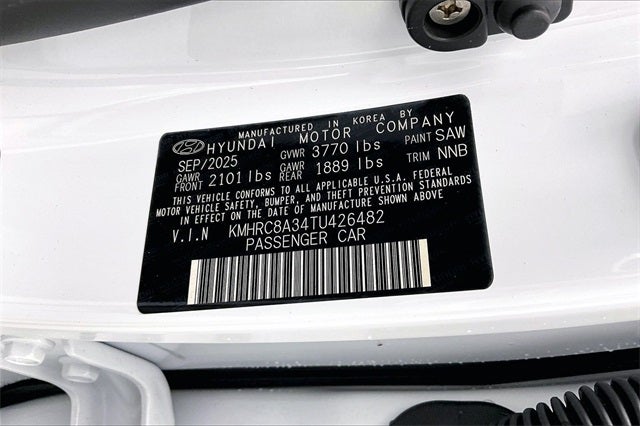 MANUFACTURED IN KOREA BY
HYUNDAI MOTOR COMPANY
SEP/2025 GVWR 3770 lbs PAINT SAW
GAWR FRONT 2101 lbs GAWR REAR 1889 lbs TRIM NNB
THIS VEHICLE CONFORMS TO ALL APPLICABLE U.S.A. FEDERAL
MOTOR VEHICLE SAFETY, BUMPER, AND THEFT PREVENTION STANDARDS
IN EFFECT ON THE DATE OF MANUFACTURE SHOWN ABOVE
V.I.N KMHRC8A34TU426482
PASSENGER CAR